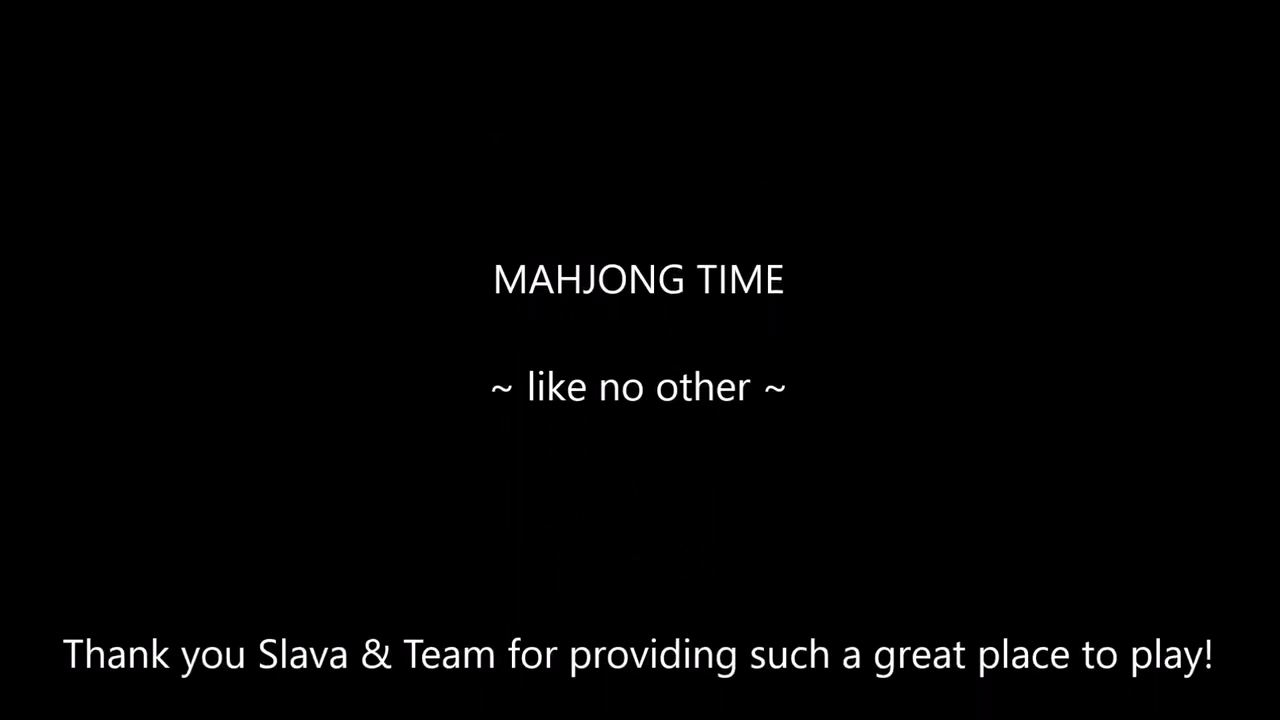 MAHJONG TIME
~ like no other ~
Thank you Slava & Team for providing such a great place to play!